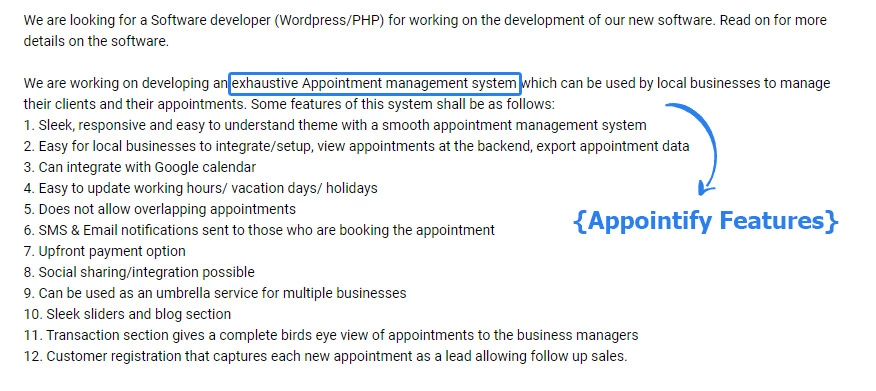 We are looking for a Software developer (Wordpress/PHP) for working on the development of our new software. Read on for more
details on the software.
We are working on developing an exhaustive Appointment management system which can be used by local businesses to manage
their clients and their appointments. Some features of this system shall be as follows:
1. Sleek, responsive and easy to understand theme with a smooth appointment management system
2. Easy for local businesses to integrate/setup, view appointments at the backend, export appointment data
3. Can integrate with Google calendar
4. Easy to update working hours/ vacation days/ holidays
5. Does not allow overlapping appointments
6. SMS & Email notifications sent to those who are booking the appointment
7. Upfront payment option
8. Social sharing/integration possible
9. Can be used as an umbrella service for multiple businesses
10. Sleek sliders and blog section
11. Transaction section gives a complete birds eye view of appointments to the business managers
12. Customer registration that captures each new appointment as a lead allowing follow up sales.
{Appointify Features}